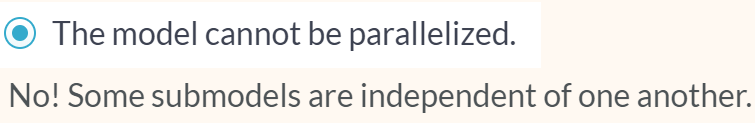 The model cannot be parallelized.
No! Some submodels are independent of one another.